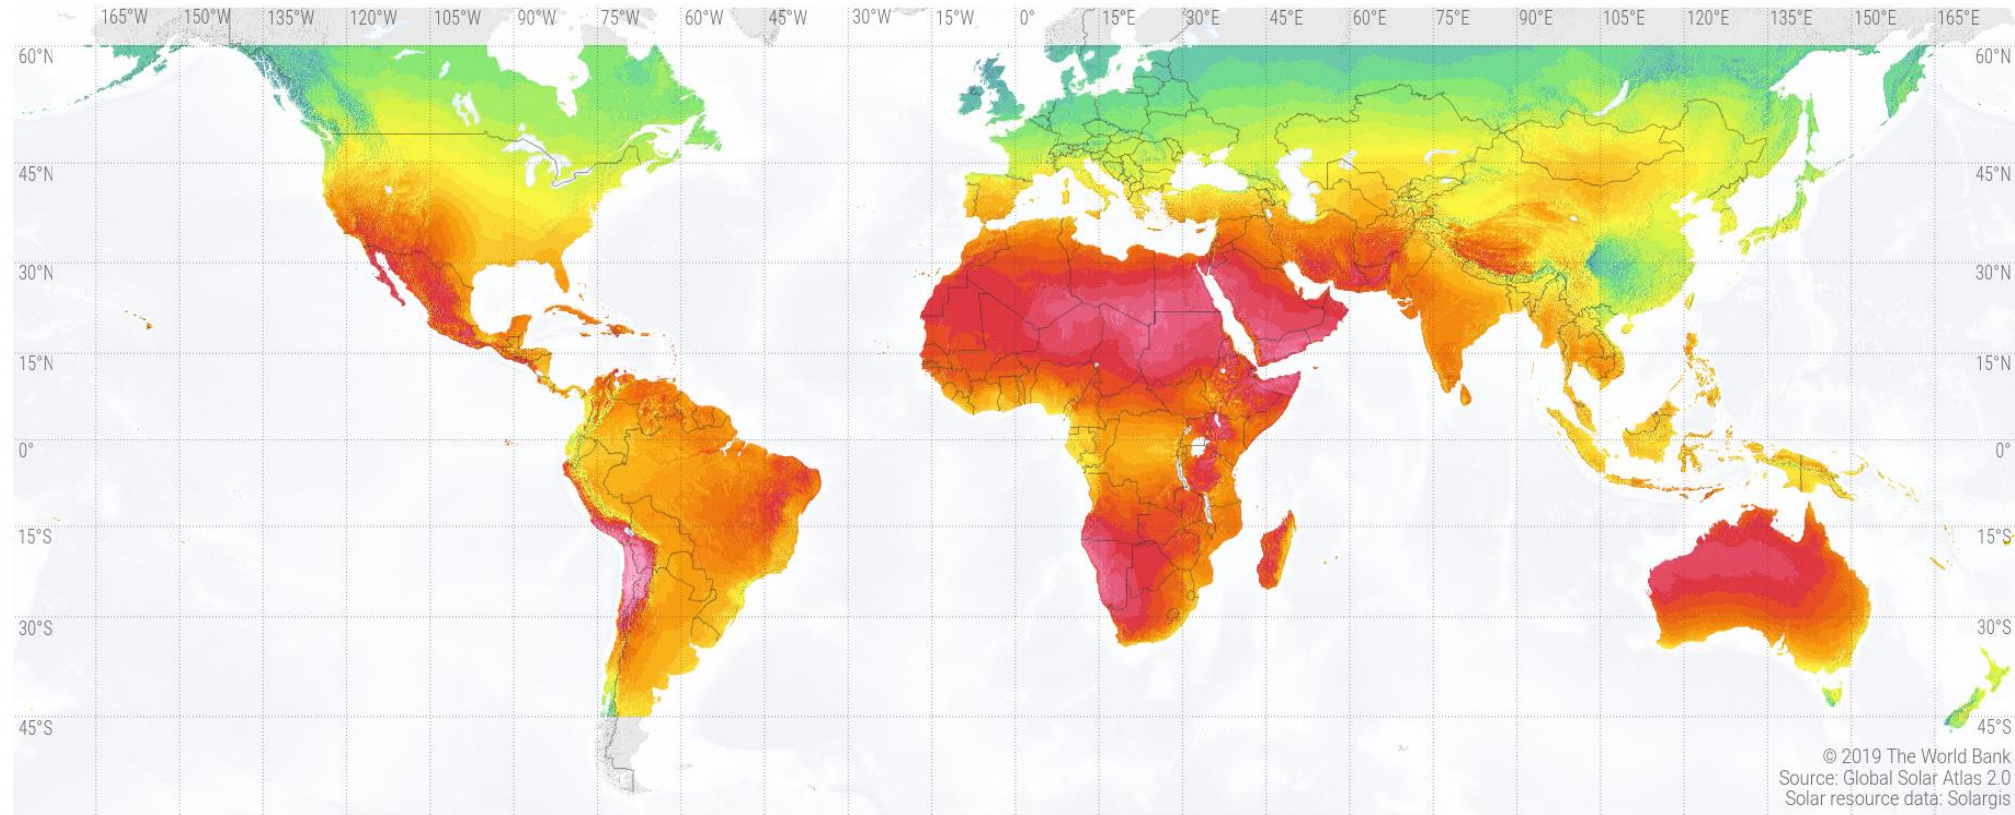 165°W 150°W 135°W 120°W 105°W 90°W 75°W 60°W 45°W 30°W 15°W 0° 15°E 30°E 45°E 60°E 75°E 90°E 105°E 120°E 135°E 150°E 165°E
60°N 60°N
45°N 45°N
30°N 30°N
15°N 15°N
0° 0°
15°S 15°S
30°S 30°S
45°S 45°S
© 2019 The World Bank
Source: Global Solar Atlas 2.0
Solar resource data: Solargis